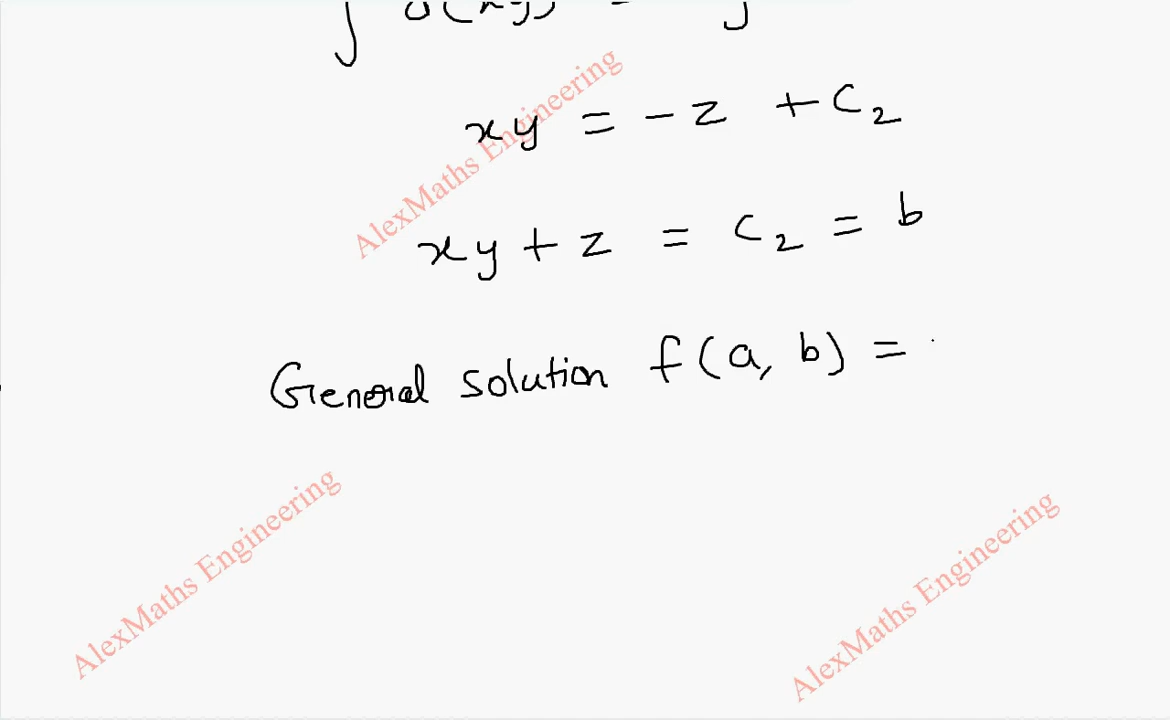 xy = -z + c₂
xy + z = c₂ = b
General solution f(a, b) =
AlexMaths Engineering
AlexMaths Engineering
AlexMaths Engineering